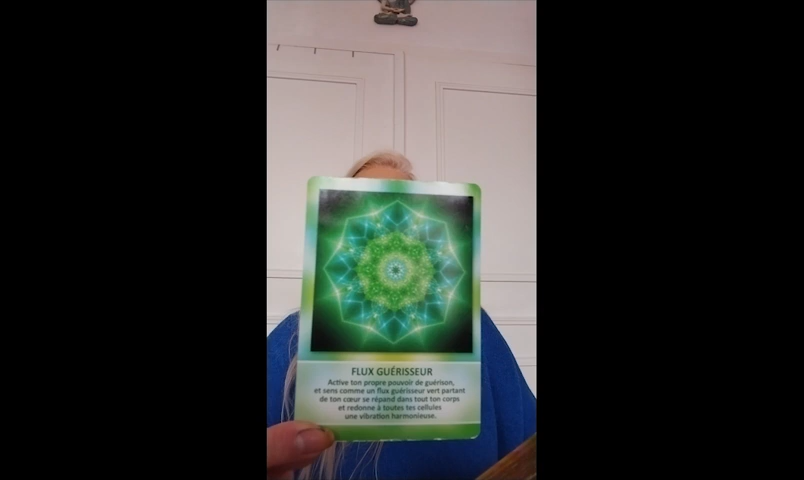 FLUX GUÉRISSEUR
Active ton propre pouvoir de guérison,
et sens comme un flux guérisseur vert partant
de ton cœur se répand dans tout ton corps
et redonne à toutes tes cellules
une vibration harmonieuse.